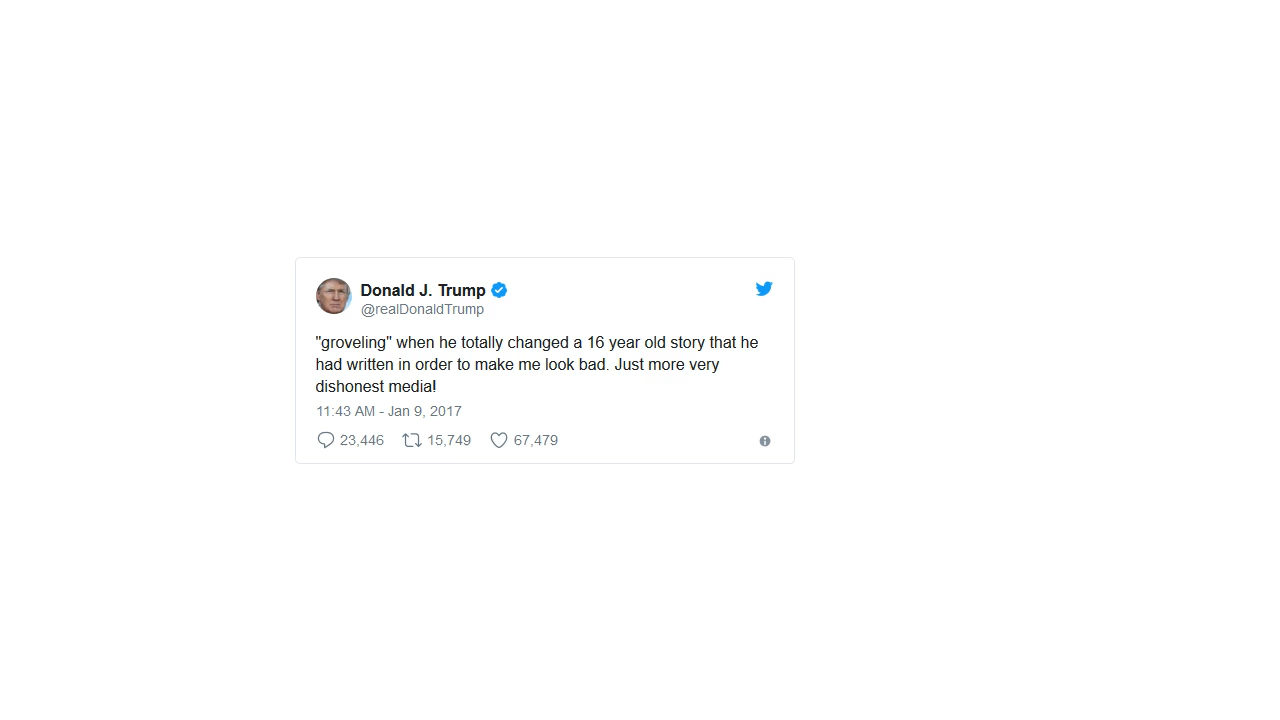 Donald J. Trump
@realDonaldTrump
"groveling" when he totally changed a 16 year old story that he
had written in order to make me look bad. Just more very
dishonest media!
11:43 AM - Jan 9, 2017
23,446 15,749 67,479